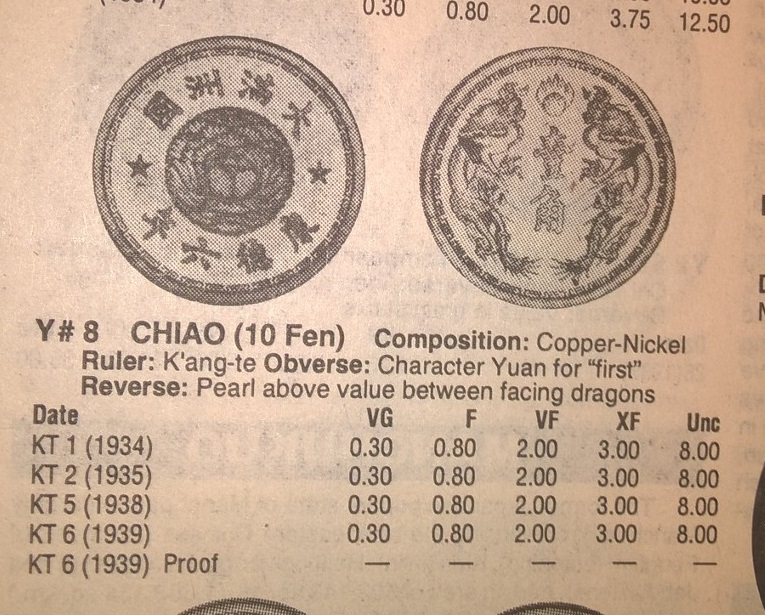 0.30 0.80 2.00 3.75 12.50
大滿洲國
康德六年
壹角
Y# 8 CHIAO (10 Fen) Composition: Copper-Nickel
Ruler: K'ang-te Obverse: Character Yuan for “first”
Reverse: Pearl above value between facing dragons
Date VG F VF XF Unc
KT 1 (1934) 0.30 0.80 2.00 3.00 8.00
KT 2 (1935) 0.30 0.80 2.00 3.00 8.00
KT 5 (1938) 0.30 0.80 2.00 3.00 8.00
KT 6 (1939) 0.30 0.80 2.00 3.00 8.00
KT 6 (1939) Proof — — — — —